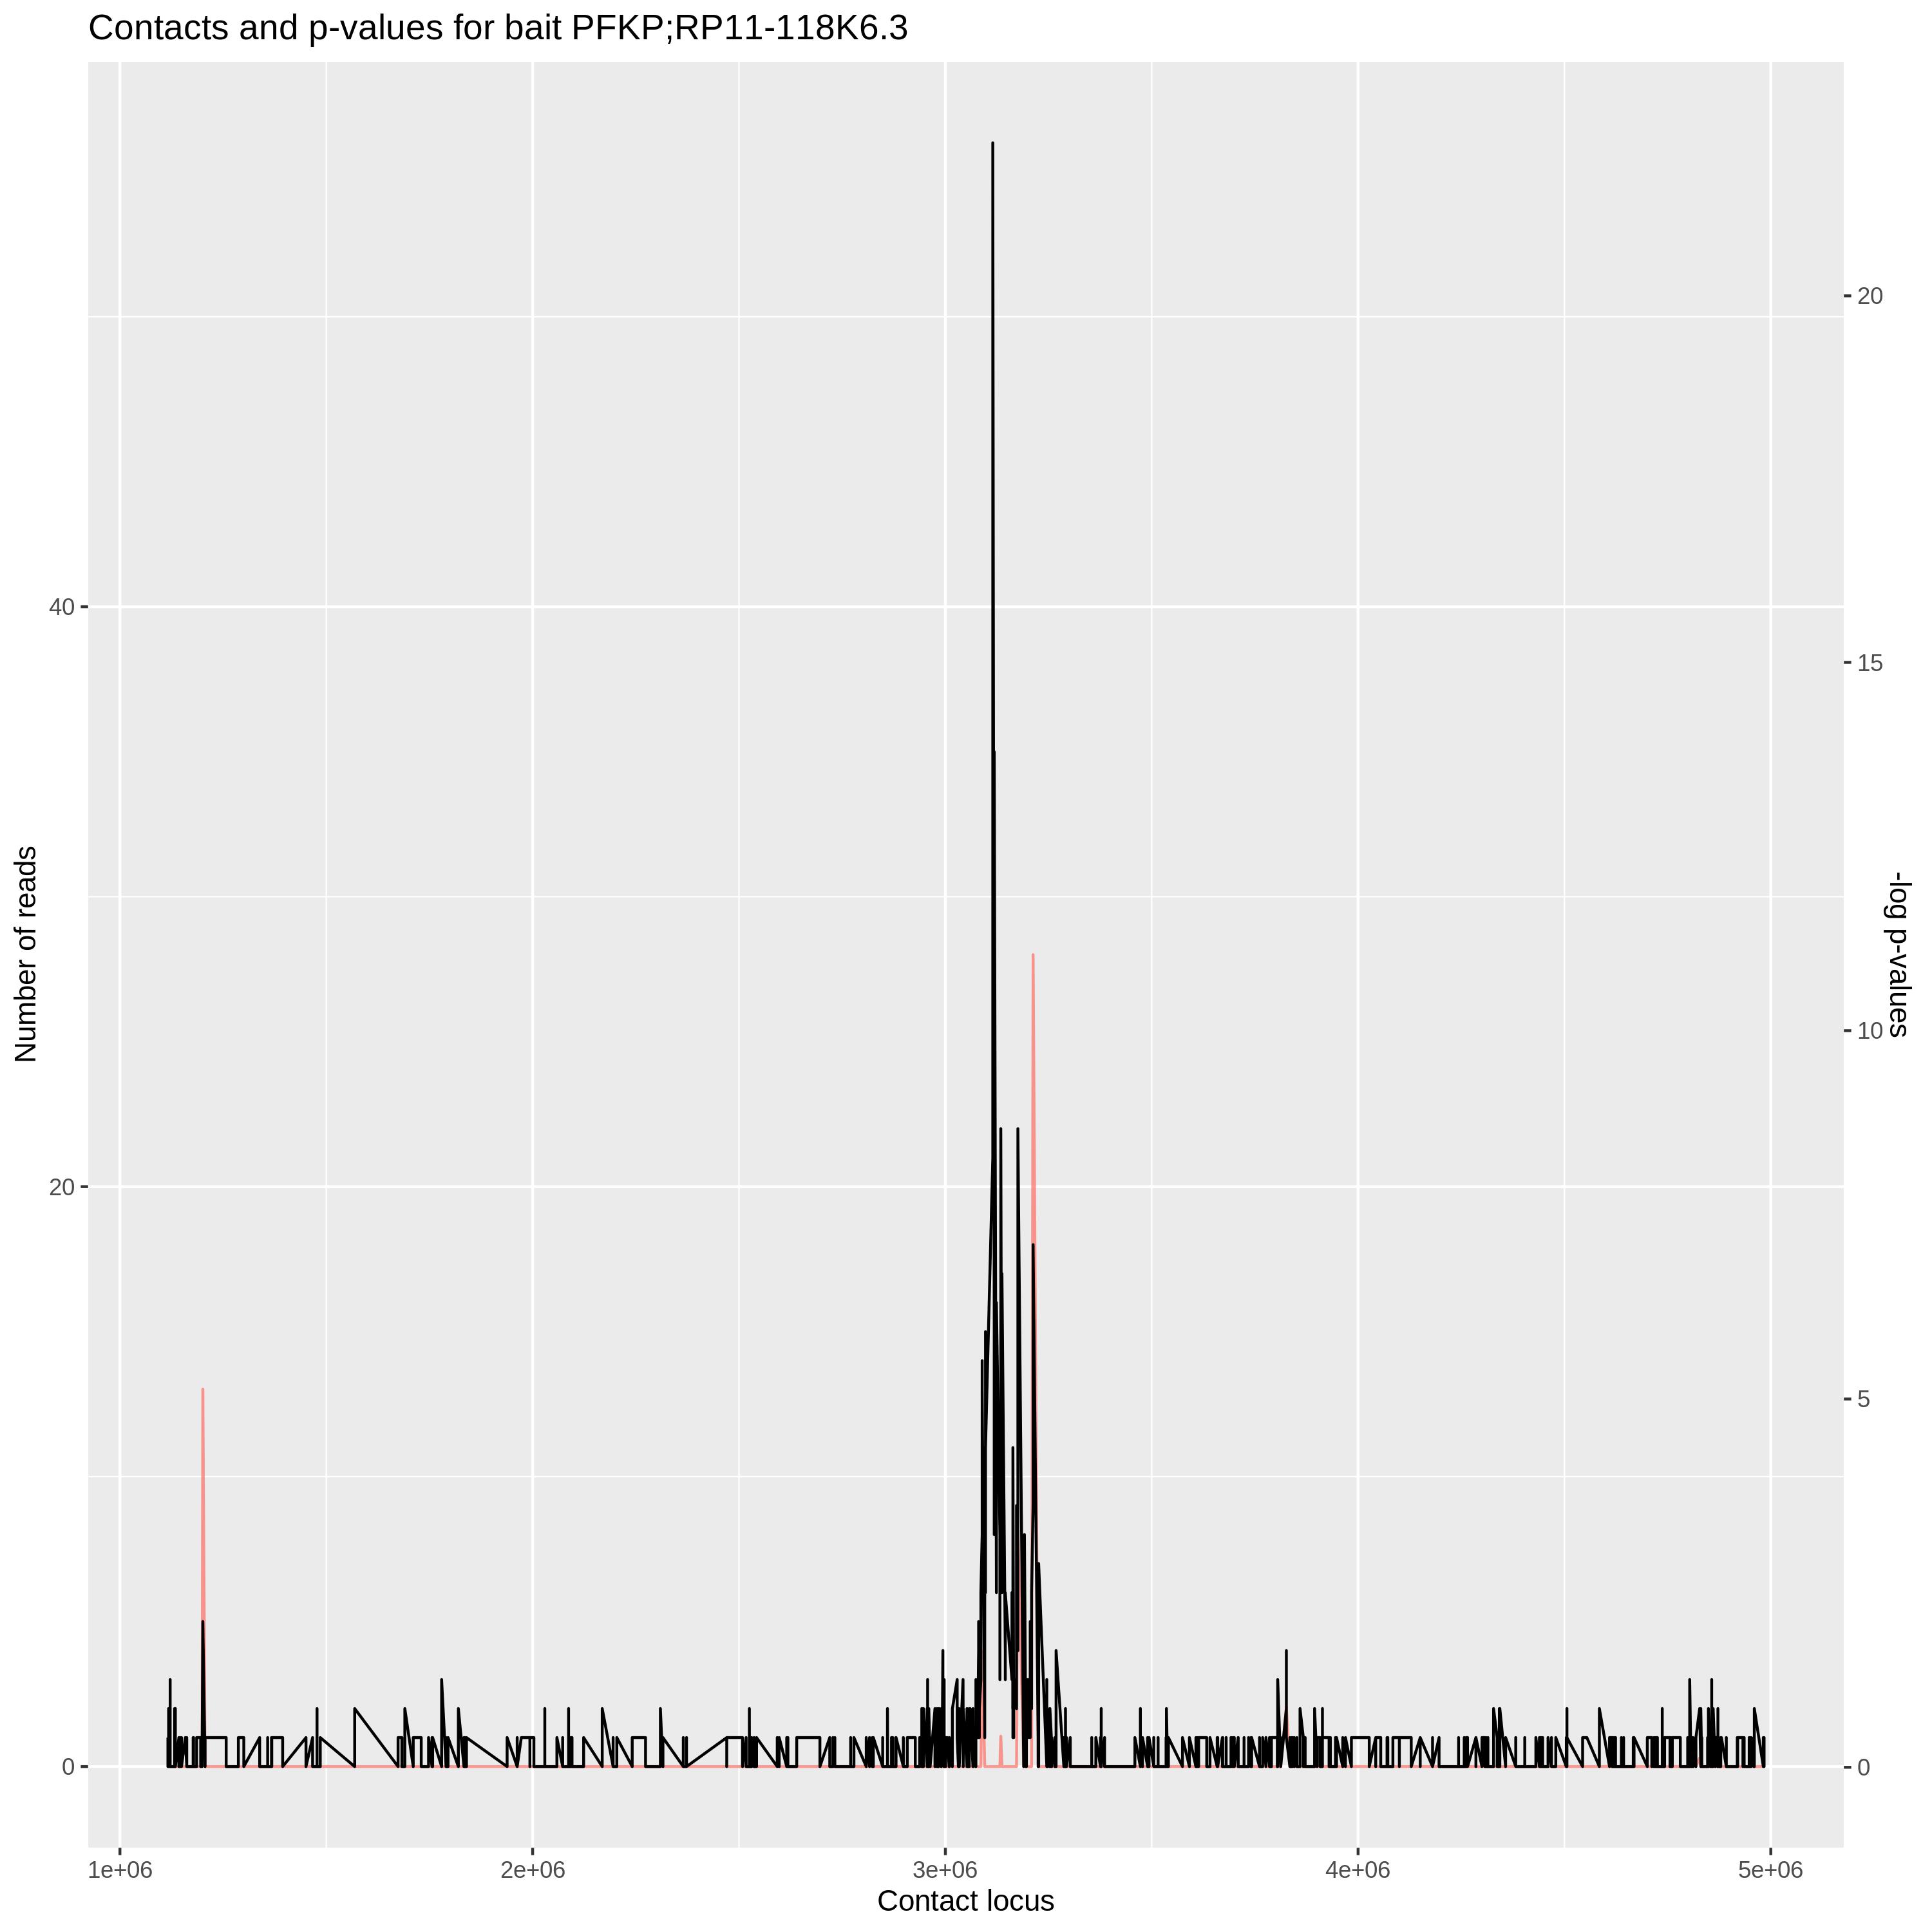 Contacts and p-values for bait PFKP;RP11-118K6.3
Number of reads
40
20
0
20
15
10
5
0
-log p-values
1e+06 2e+06 3e+06 4e+06 5e+06
Contact locus